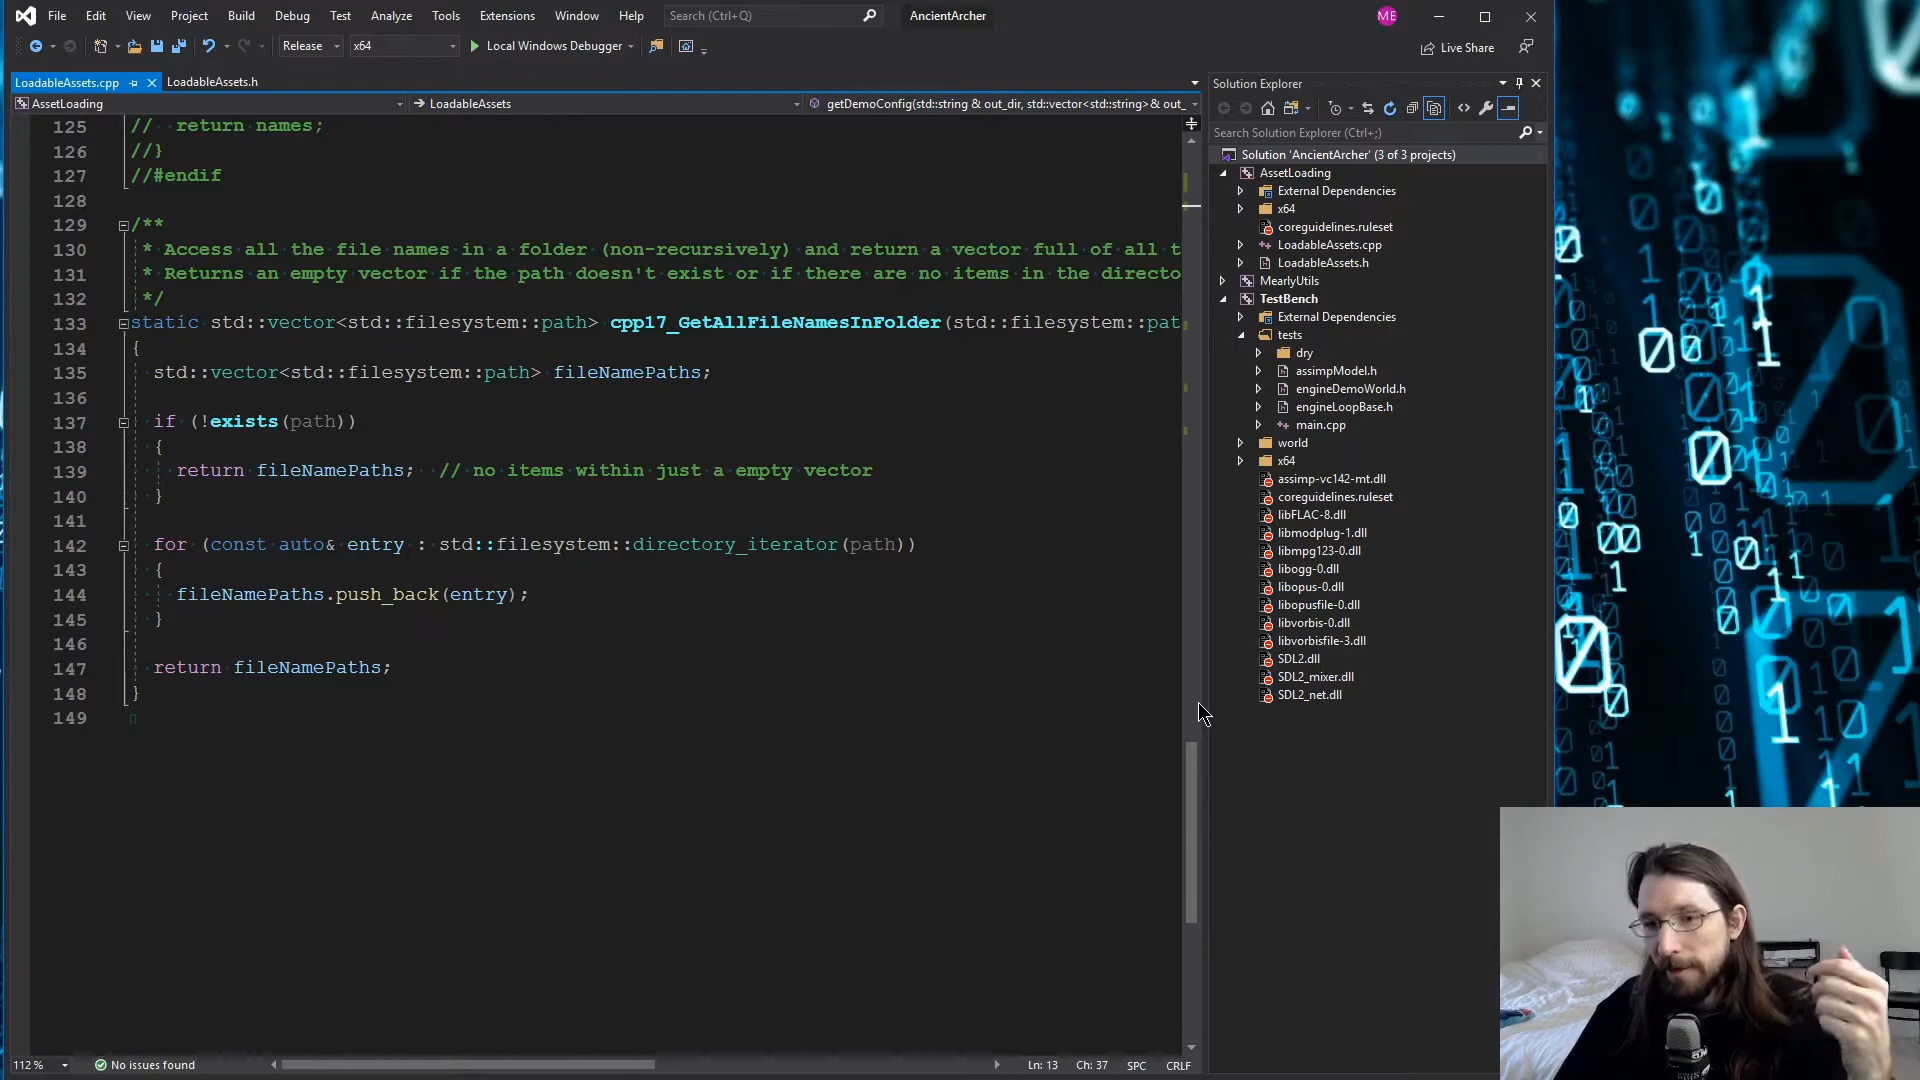 File Edit View Project Build Debug Test Analyze Tools Extensions Window Help Search (Ctrl+Q) AncientArcher ME
Release x64 Local Windows Debugger Live Share
LoadableAssets.cpp LoadableAssets.h
AssetLoading LoadableAssets getDemoConfig(std::string & out_dir, std::vector<std::string>& out_
125 // return names;
126 //}
127 //#endif
128
129 /**
130 * Access all the file names in a folder (non-recursively) and return a vector full of all t
131 * Returns an empty vector if the path doesn't exist or if there are no items in the directo
132 */
133 static std::vector<std::filesystem::path> cpp17_GetAllFileNamesInFolder(std::filesystem::pat
134 {
135 std::vector<std::filesystem::path> fileNamePaths;
136
137 if (!exists(path))
138 {
139 return fileNamePaths; // no items within just a empty vector
140 }
141
142 for (const auto& entry : std::filesystem::directory_iterator(path))
143 {
144 fileNamePaths.push_back(entry);
145 }
146
147 return fileNamePaths;
148 }
149
112 % No issues found Ln: 13 Ch: 37 SPC CRLF
Solution Explorer
Search Solution Explorer (Ctrl+;)
Solution 'AncientArcher' (3 of 3 projects)
AssetLoading
External Dependencies
x64
coreguidelines.ruleset
LoadableAssets.cpp
LoadableAssets.h
MearlyUtils
TestBench
External Dependencies
tests
dry
assimpModel.h
engineDemoWorld.h
engineLoopBase.h
main.cpp
world
x64
assimp-vc142-mt.dll
coreguidelines.ruleset
libFLAC-8.dll
libmodplug-1.dll
libmpg123-0.dll
libogg-0.dll
libopus-0.dll
libopusfile-0.dll
libvorbis-0.dll
libvorbisfile-3.dll
SDL2.dll
SDL2_mixer.dll
SDL2_net.dll